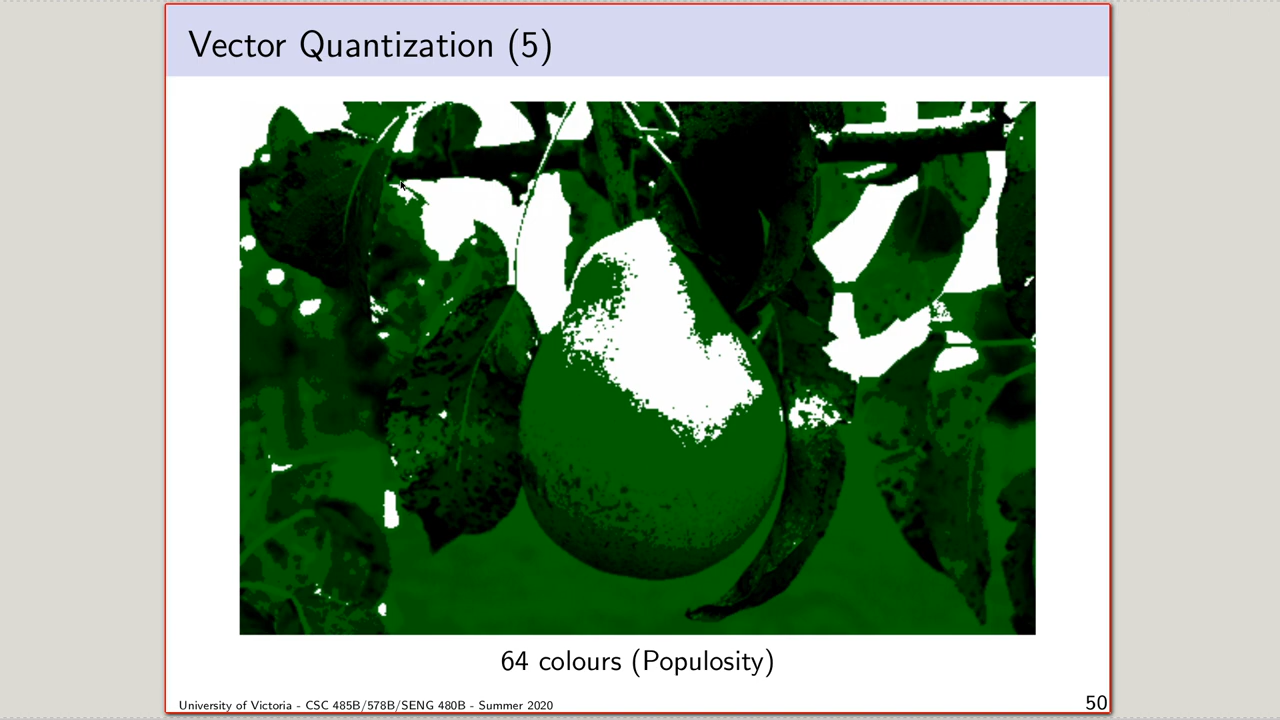 Vector Quantization (5)
64 colours (Populosity)
University of Victoria - CSC 485B/578B/SENG 480B - Summer 2020
50